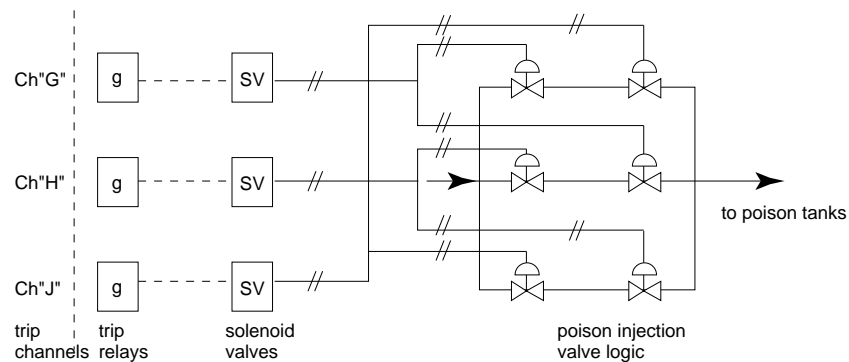 Ch"G"
g
SV
Ch"H"
g
SV
to poison tanks
Ch"J"
g
SV
trip
channels
trip
relays
solenoid
valves
poison injection
valve logic